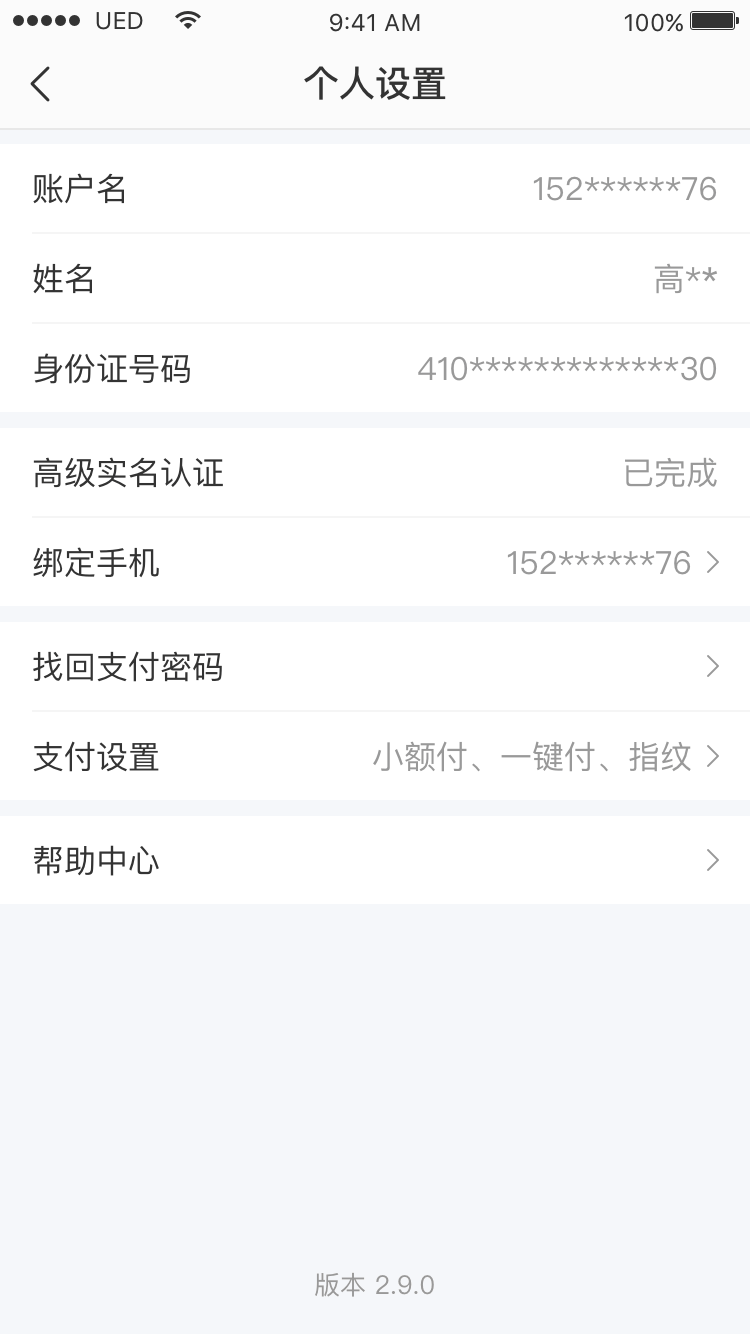 UED 9:41 AM 100%
个人设置
账户名 152******76
姓名 高**
身份证号码 410*************30
高级实名认证 已完成
绑定手机 152******76
找回支付密码
支付设置 小额付、一键付、指纹
帮助中心
版本 2.9.0